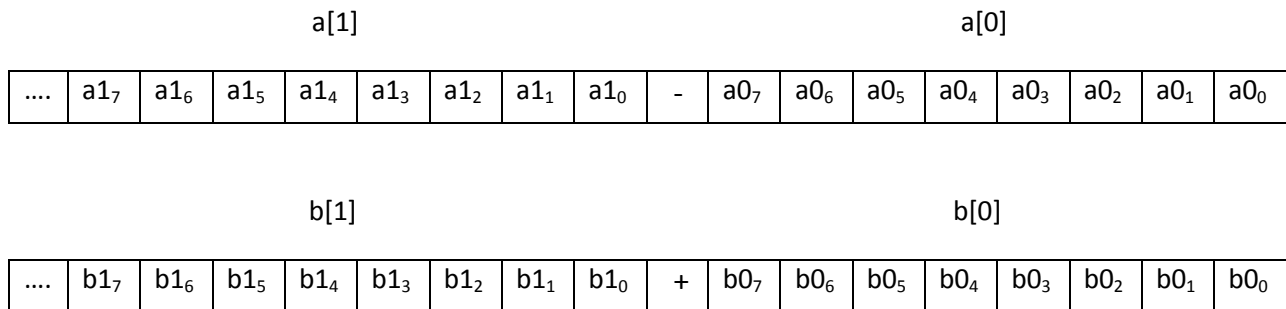 a[1] a[0]
.... a1₇ a1₆ a1₅ a1₄ a1₃ a1₂ a1₁ a1₀ - a0₇ a0₆ a0₅ a0₄ a0₃ a0₂ a0₁ a0₀
b[1] b[0]
.... b1₇ b1₆ b1₅ b1₄ b1₃ b1₂ b1₁ b1₀ + b0₇ b0₆ b0₅ b0₄ b0₃ b0₂ b0₁ b0₀